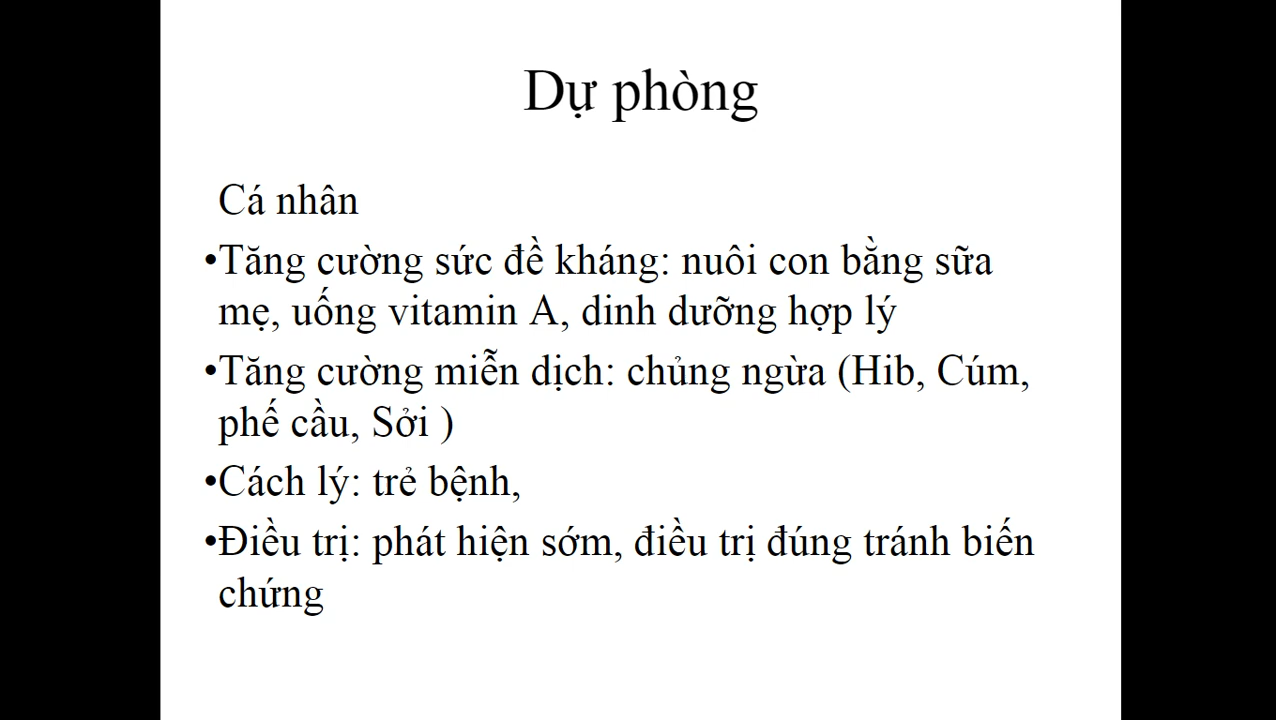 Dự phòng
Cá nhân
•Tăng cường sức đề kháng: nuôi con bằng sữa
mẹ, uống vitamin A, dinh dưỡng hợp lý
•Tăng cường miễn dịch: chủng ngừa (Hib, Cúm,
phế cầu, Sởi )
•Cách lý: trẻ bệnh,
•Điều trị: phát hiện sớm, điều trị đúng tránh biến
chứng